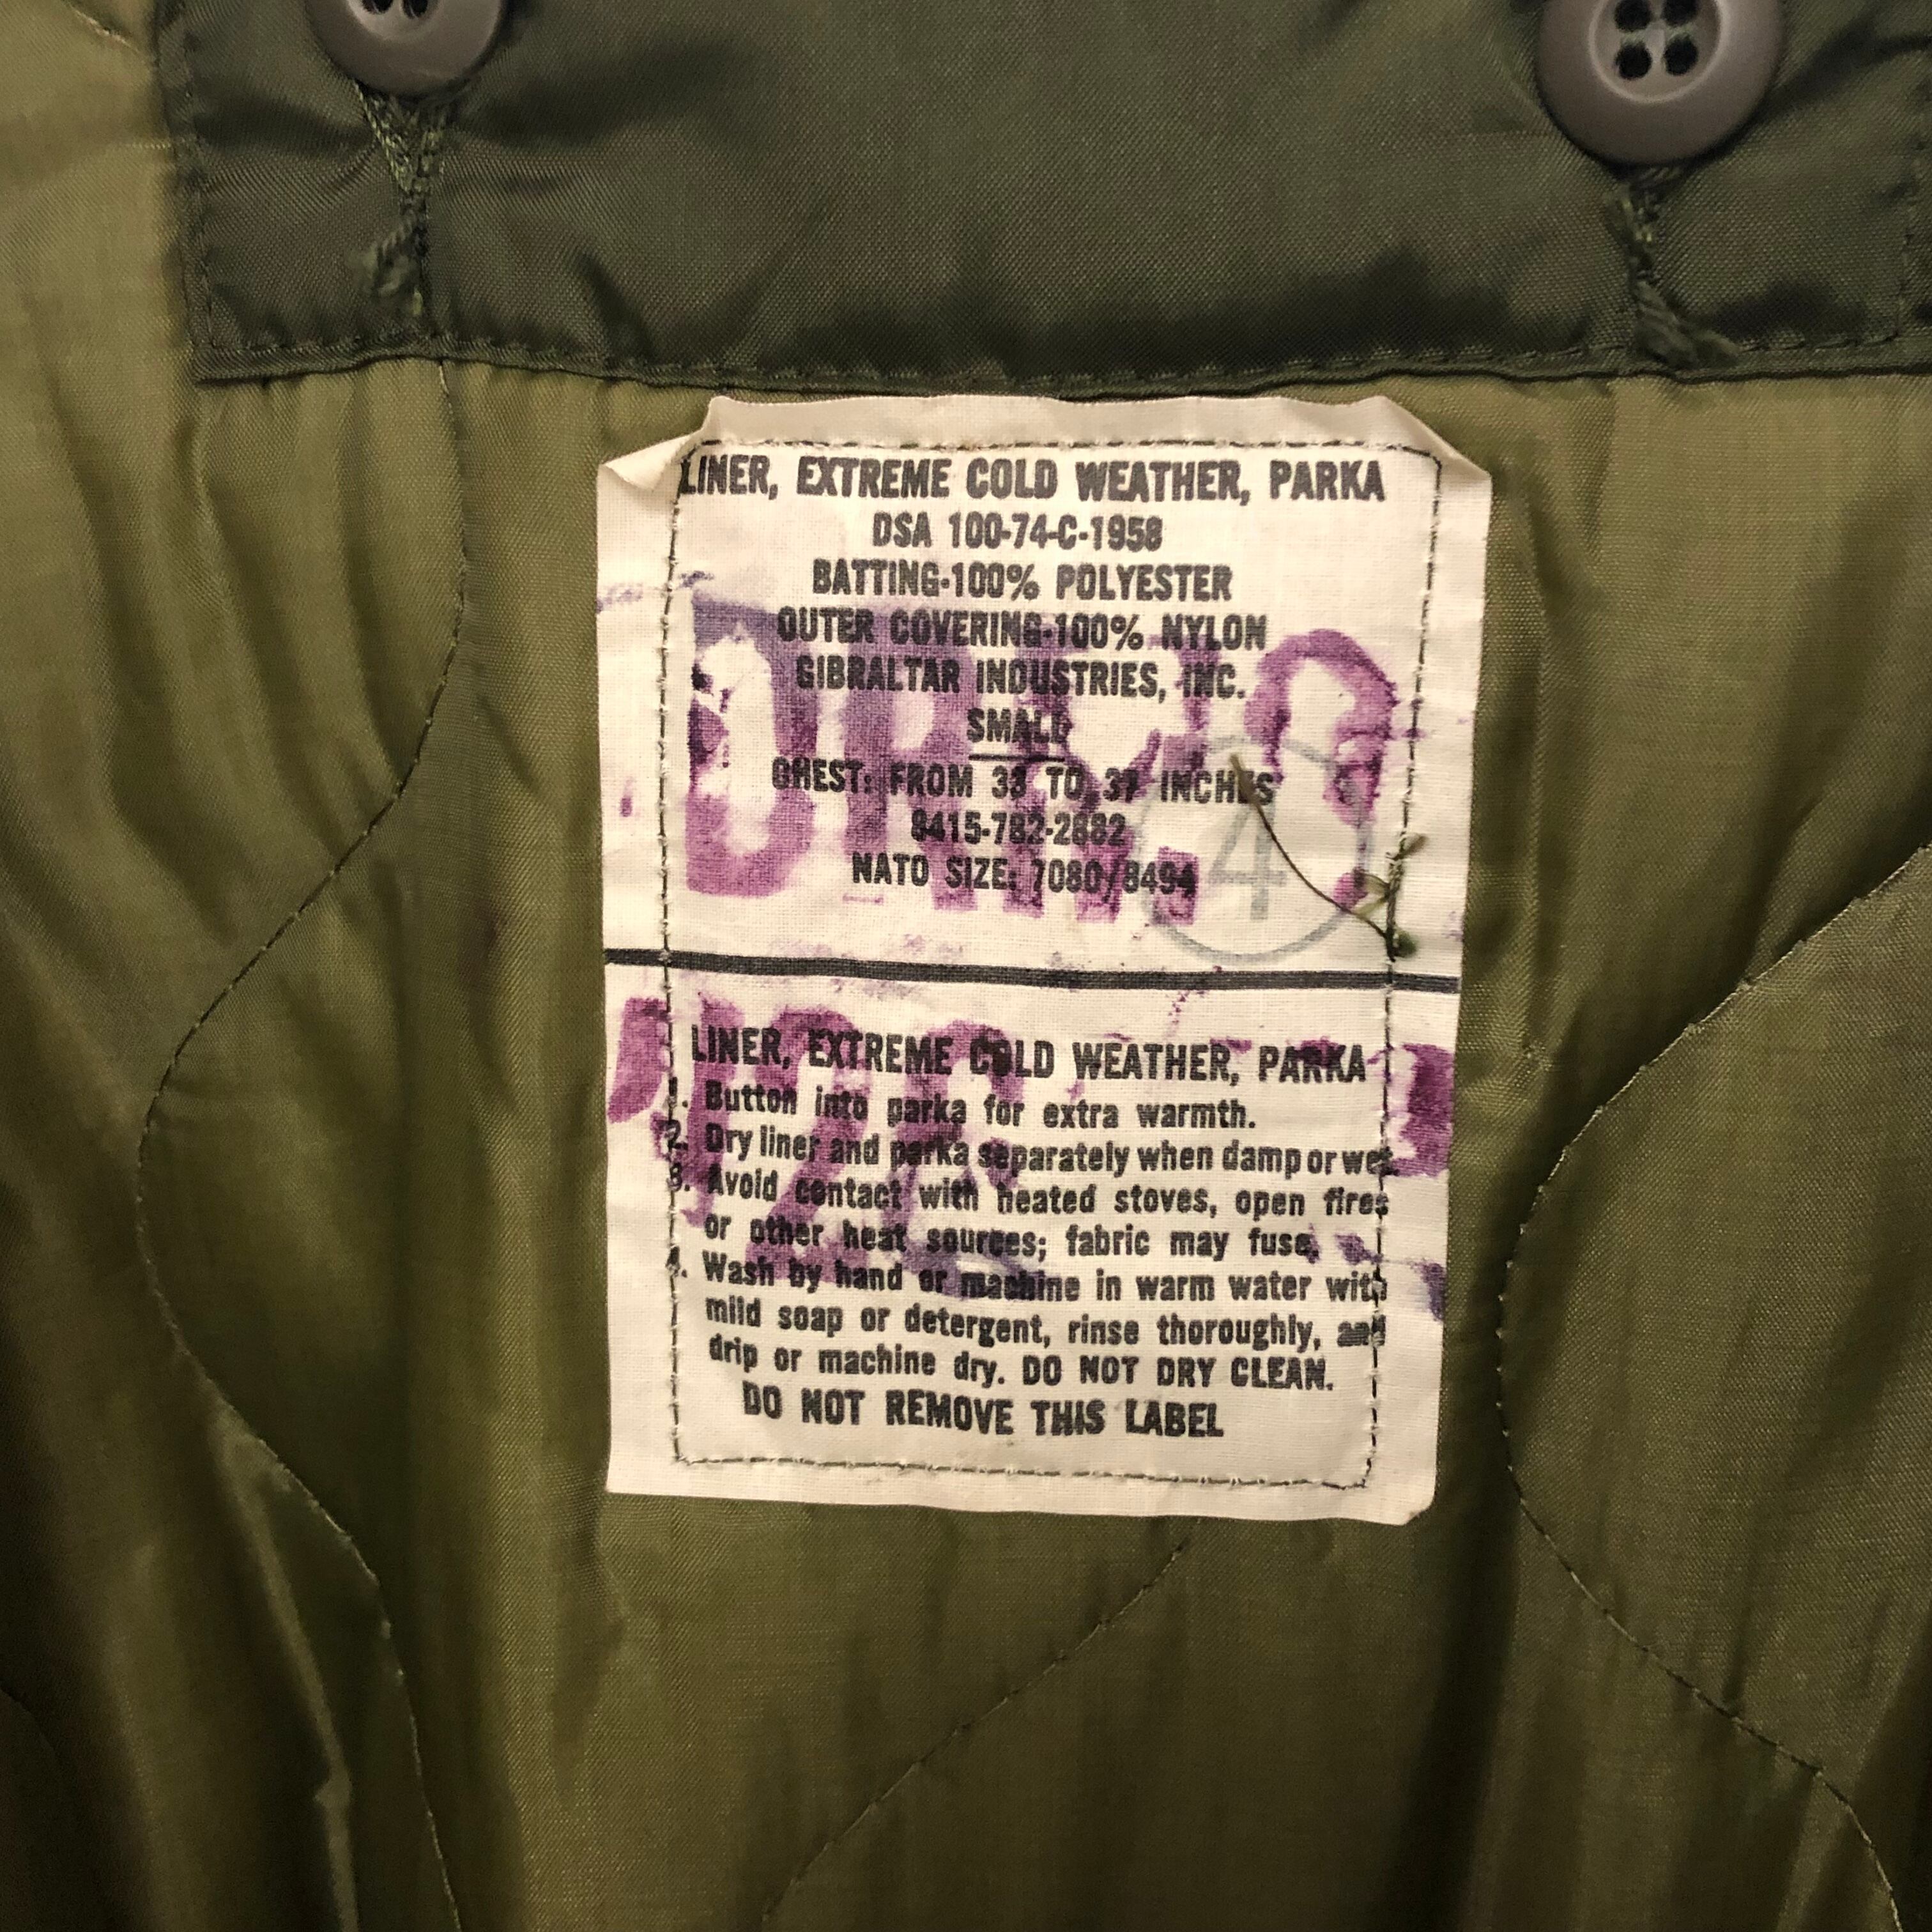 LINER, EXTREME COLD WEATHER, PARKA
DSA 100-74-C-1958
BATTING-100% POLYESTER
OUTER COVERING-100% NYLON
GIBRALTAR INDUSTRIES, INC.
SMALL
CHEST: FROM 33 TO 37 INCHES
8415-782-2882
NATO SIZE: 7080/8494
4
LINER, EXTREME COLD WEATHER, PARKA
1. Button into parka for extra warmth.
2. Dry liner and parka separately when damp or wet.
3. Avoid contact with heated stoves, open fires
or other heat sources; fabric may fuse.
4. Wash by hand or machine in warm water with
mild soap or detergent, rinse thoroughly, and
drip or machine dry. DO NOT DRY CLEAN.
DO NOT REMOVE THIS LABEL